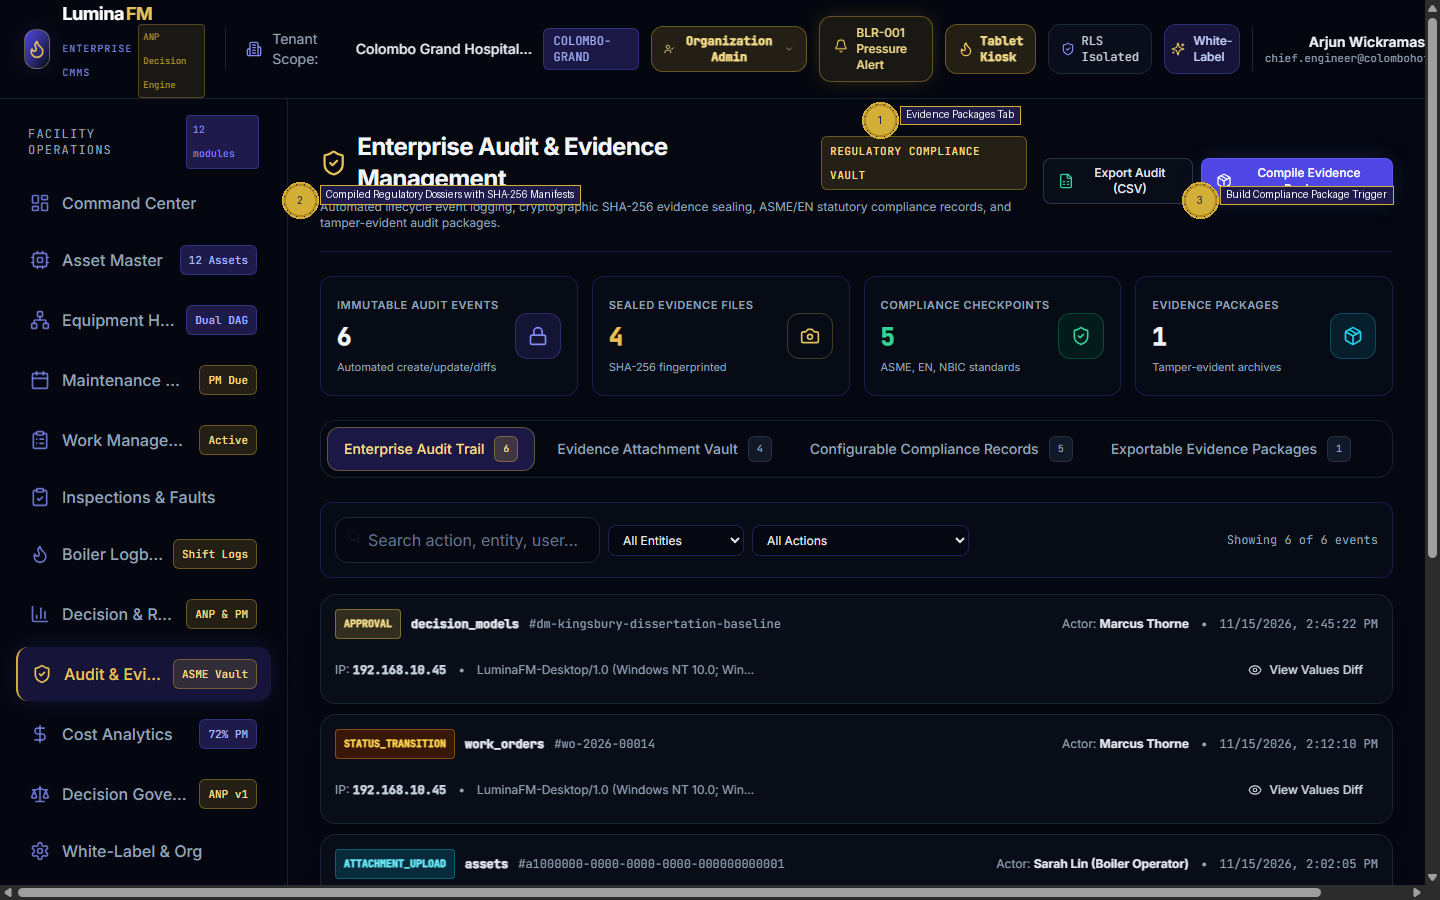 LuminaFM
ENTERPRISE
CMMS
ANP
Decision
Engine
Tenant
Scope:
Colombo Grand Hospital...
COLOMBO-
GRAND
Organization
Admin
BLR-001
Pressure
Alert
Tablet
Kiosk
RLS
Isolated
White-
Label
Arjun Wickramas
chief.engineer@colomboho
FACILITY
OPERATIONS
12
modules
Command Center
Asset Master
12 Assets
Equipment H...
Dual DAG
Maintenance ...
PM Due
Work Manage...
Active
Inspections & Faults
Boiler Logb...
Shift Logs
Decision & R...
ANP & PM
Audit & Evi...
ASME Vault
Cost Analytics
72% PM
Decision Gove...
ANP v1
White-Label & Org
1
Evidence Packages Tab
Enterprise Audit & Evidence
Management
REGULATORY COMPLIANCE
VAULT
2
Compiled Regulatory Dossiers with SHA-256 Manifests
Automated lifecycle event logging, cryptographic SHA-256 evidence sealing, ASME/EN statutory compliance records, and
tamper-evident audit packages.
Export Audit
(CSV)
Compile Evidence
3
Build Compliance Package Trigger
IMMUTABLE AUDIT EVENTS
6
Automated create/update/diffs
SEALED EVIDENCE FILES
4
SHA-256 fingerprinted
COMPLIANCE CHECKPOINTS
5
ASME, EN, NBIC standards
EVIDENCE PACKAGES
1
Tamper-evident archives
Enterprise Audit Trail 6
Evidence Attachment Vault 4
Configurable Compliance Records 5
Exportable Evidence Packages 1
Search action, entity, user...
All Entities
All Actions
Showing 6 of 6 events
APPROVAL decision_models #dm-kingsbury-dissertation-baseline
Actor: Marcus Thorne • 11/15/2026, 2:45:22 PM
IP: 192.168.10.45 • LuminaFM-Desktop/1.0 (Windows NT 10.0; Win...
View Values Diff
STATUS_TRANSITION work_orders #wo-2026-00014
Actor: Marcus Thorne • 11/15/2026, 2:12:10 PM
IP: 192.168.10.45 • LuminaFM-Desktop/1.0 (Windows NT 10.0; Win...
View Values Diff
ATTACHMENT_UPLOAD assets #a1000000-0000-0000-0000-000000000001
Actor: Sarah Lin (Boiler Operator) • 11/15/2026, 2:02:05 PM